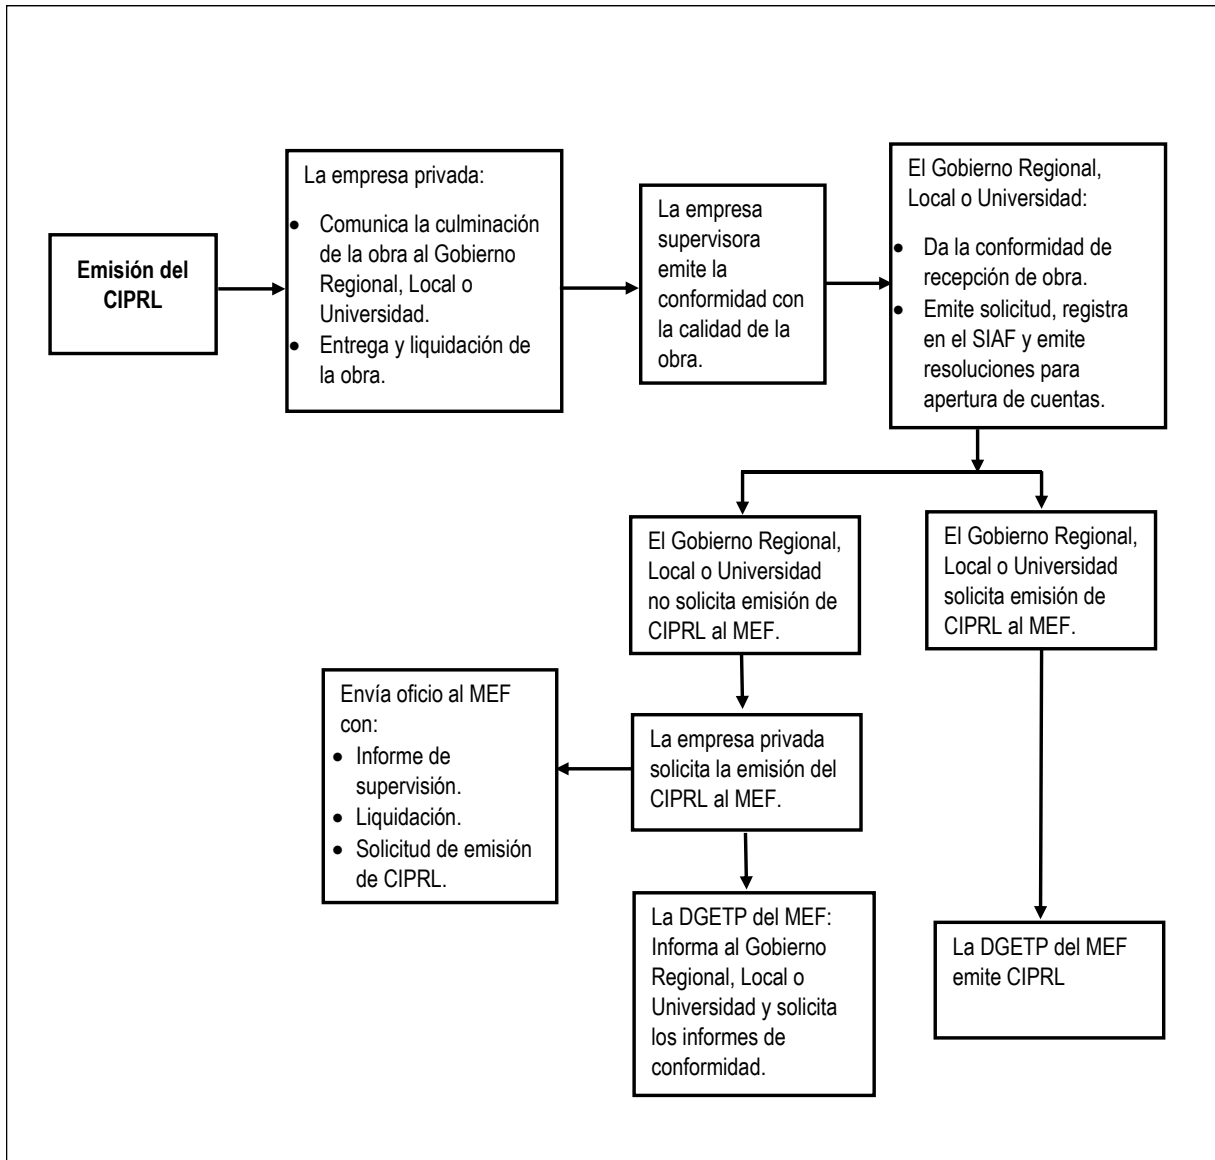 Emisión del
CIPRL
La empresa privada:
• Comunica la culminación
de la obra al Gobierno
Regional, Local o
Universidad.
• Entrega y liquidación de
la obra.
La empresa
supervisora
emite la
conformidad con
la calidad de la
obra.
El Gobierno Regional,
Local o Universidad:
• Da la conformidad de
recepción de obra.
• Emite solicitud, registra
en el SIAF y emite
resoluciones para
apertura de cuentas.
El Gobierno Regional,
Local o Universidad
no solicita emisión de
CIPRL al MEF.
El Gobierno Regional,
Local o Universidad
solicita emisión de
CIPRL al MEF.
Envía oficio al MEF
con:
• Informe de
supervisión.
• Liquidación.
• Solicitud de emisión
de CIPRL.
La empresa privada
solicita la emisión del
CIPRL al MEF.
La DGETP del MEF:
Informa al Gobierno
Regional, Local o
Universidad y solicita
los informes de
conformidad.
La DGETP del MEF
emite CIPRL